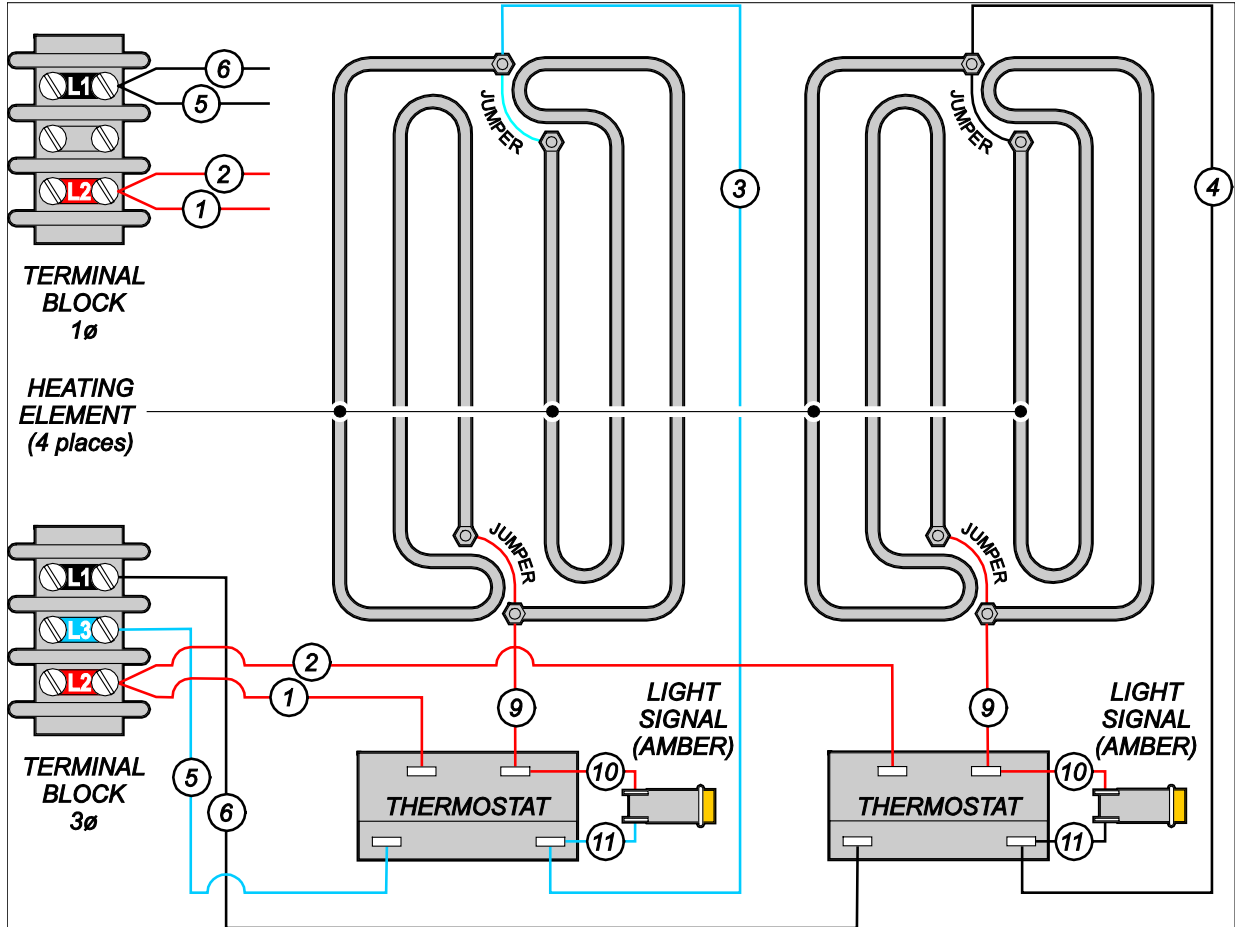 L1
6
5
L2
2
1
TERMINAL
BLOCK
1ø
HEATING
ELEMENT
(4 places)
JUMPER
JUMPER
3
JUMPER
JUMPER
4
L1
L3
L2
TERMINAL
BLOCK
3ø
2
1
5
6
9
THERMOSTAT
10
11
LIGHT
SIGNAL
(AMBER)
9
THERMOSTAT
10
11
LIGHT
SIGNAL
(AMBER)